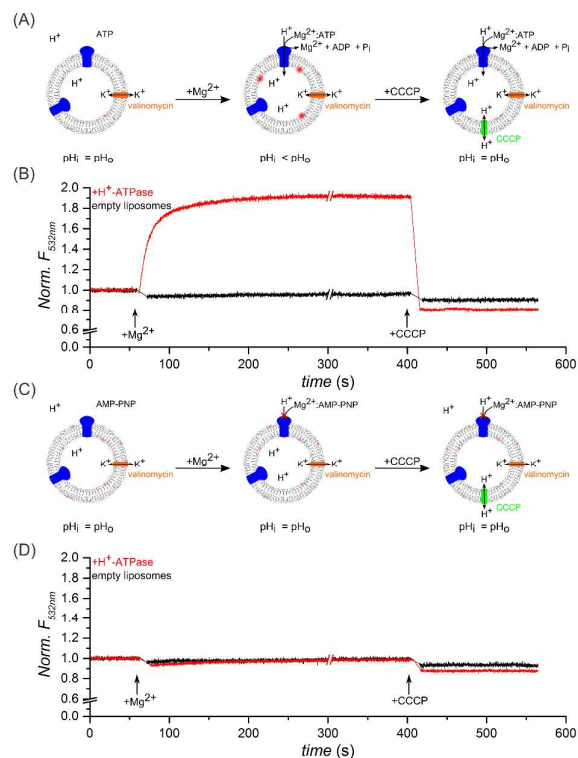 (A)
H+ ATP H+ Mg2+:ATP H+ Mg2+:ATP
Mg2+ + ADP + Pi Mg2+ + ADP + Pi
H+ H+ H+
K+ K+ +Mg2+ K+ K+ +CCCP K+ K+
valinomycin valinomycin H+ valinomycin
CCCP
H+
pHi = pHo pHi < pHo pHi = pHo
(B)
2.0
+H+-ATPase
empty liposomes
1.8
1.6
1.4
1.2
1.0
0.8
0.6
0.0
Norm. F532nm
+Mg2+ +CCCP
0 100 200 300 400 500 600
time (s)
(C)
H+ AMP-PNP H+ Mg2+:AMP-PNP H+ H+ Mg2+:AMP-PNP
H+ H+ H+
K+ K+ +Mg2+ K+ K+ +CCCP K+ K+
valinomycin valinomycin H+ valinomycin
CCCP
H+
pHi = pHo pHi = pHo pHi = pHo
(D)
2.0
+H+-ATPase
empty liposomes
1.8
1.6
1.4
1.2
1.0
0.8
0.6
0.0
Norm. F532nm
+Mg2+ +CCCP
0 100 200 300 400 500 600
time (s)